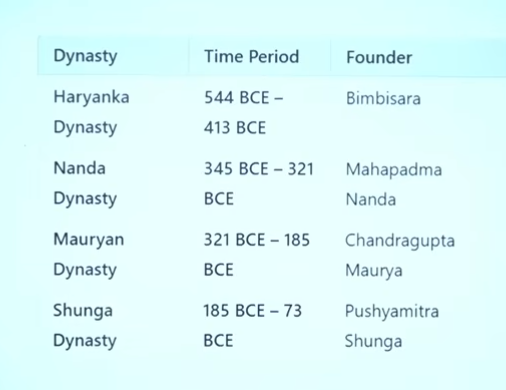 Dynasty Time Period Founder
Haryanka 544 BCE – Bimbisara
Dynasty 413 BCE
Nanda 345 BCE – 321 Mahapadma
Dynasty BCE Nanda
Mauryan 321 BCE – 185 Chandragupta
Dynasty BCE Maurya
Shunga 185 BCE – 73 Pushyamitra
Dynasty BCE Shunga